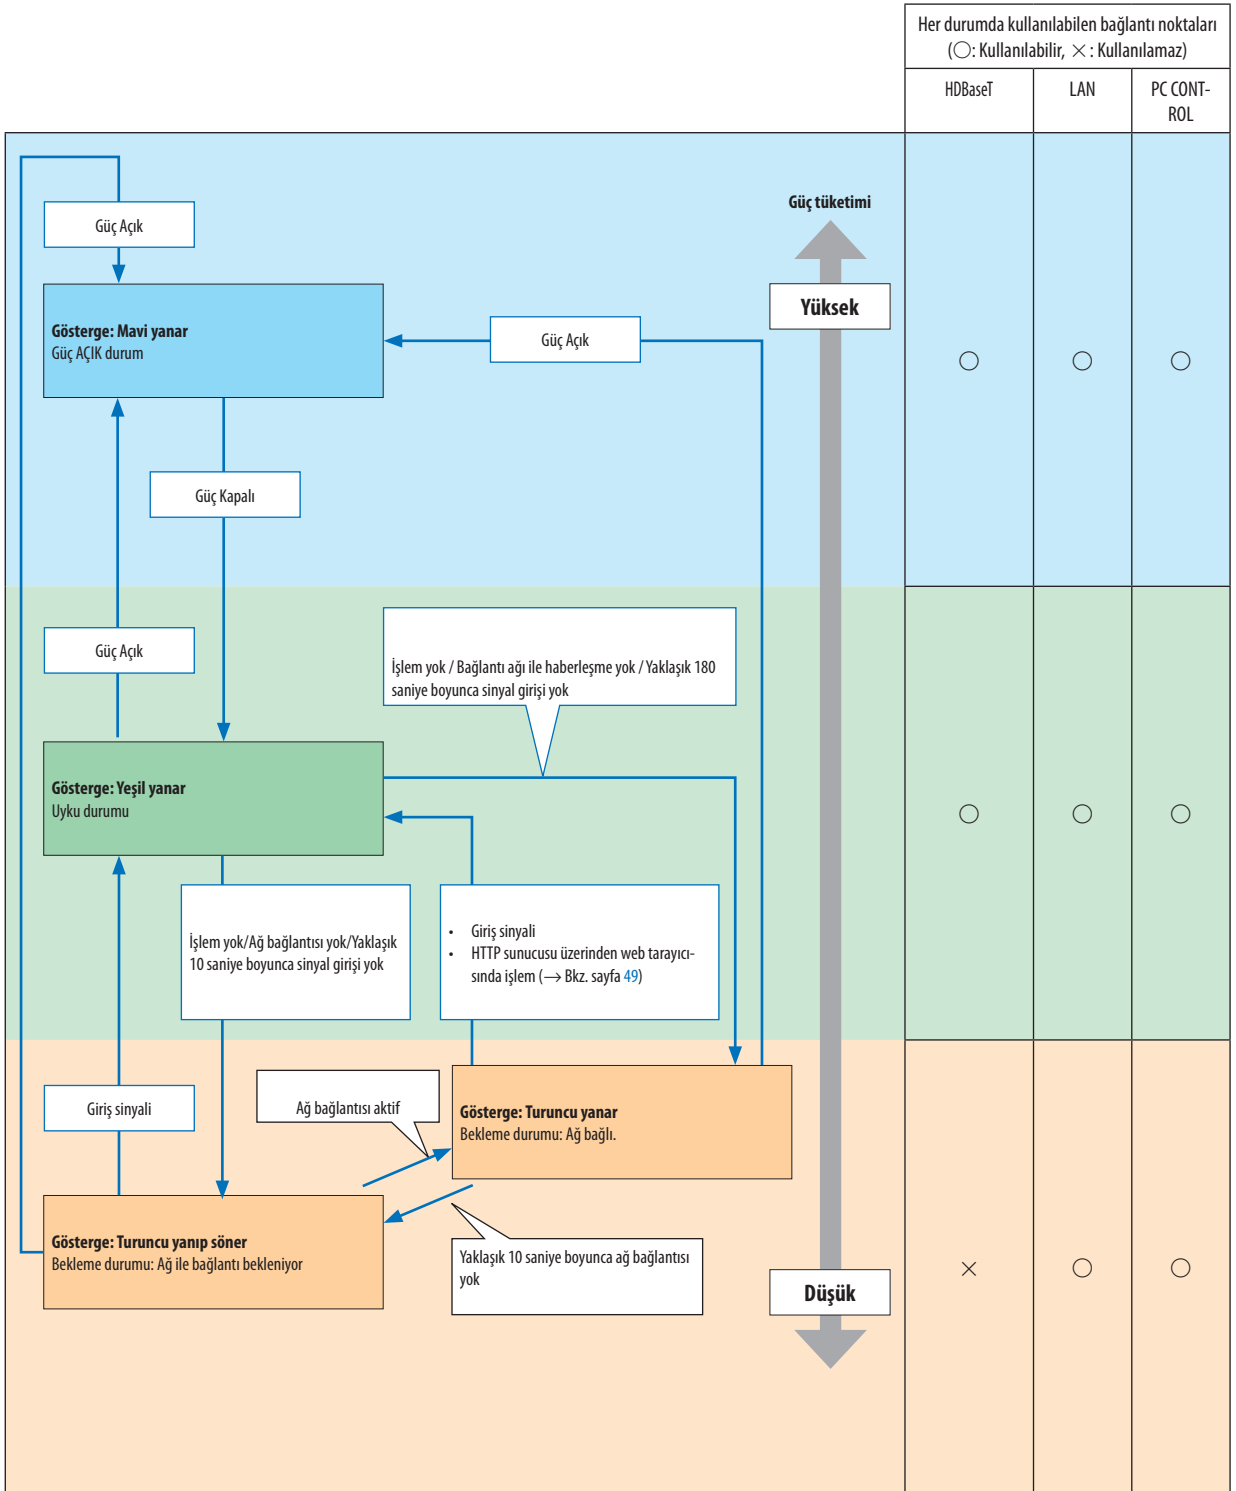 Her durumda kullanılabilen bağlantı noktaları
(○: Kullanılabilir, ×: Kullanılamaz)
HDBaseT
LAN
PC CONT-
ROL
Güç tüketimi
Güç Açık
Yüksek
Gösterge: Mavi yanar
Güç AÇIK durum
Güç Açık
○
○
○
Güç Kapalı
Güç Açık
İşlem yok / Bağlantı ağı ile haberleşme yok / Yaklaşık 180
saniye boyunca sinyal girişi yok
Gösterge: Yeşil yanar
Uyku durumu
○
○
○
İşlem yok/Ağ bağlantısı yok/Yaklaşık
10 saniye boyunca sinyal girişi yok
• Giriş sinyali
• HTTP sunucusu üzerinden web tarayıcı-
sında işlem (→ Bkz. sayfa 49)
Giriş sinyali
Ağ bağlantısı aktif
Gösterge: Turuncu yanar
Bekleme durumu: Ağ bağlı.
Gösterge: Turuncu yanıp söner
Bekleme durumu: Ağ ile bağlantı bekleniyor
Yaklaşık 10 saniye boyunca ağ bağlantısı
yok
Düşük
×
○
○